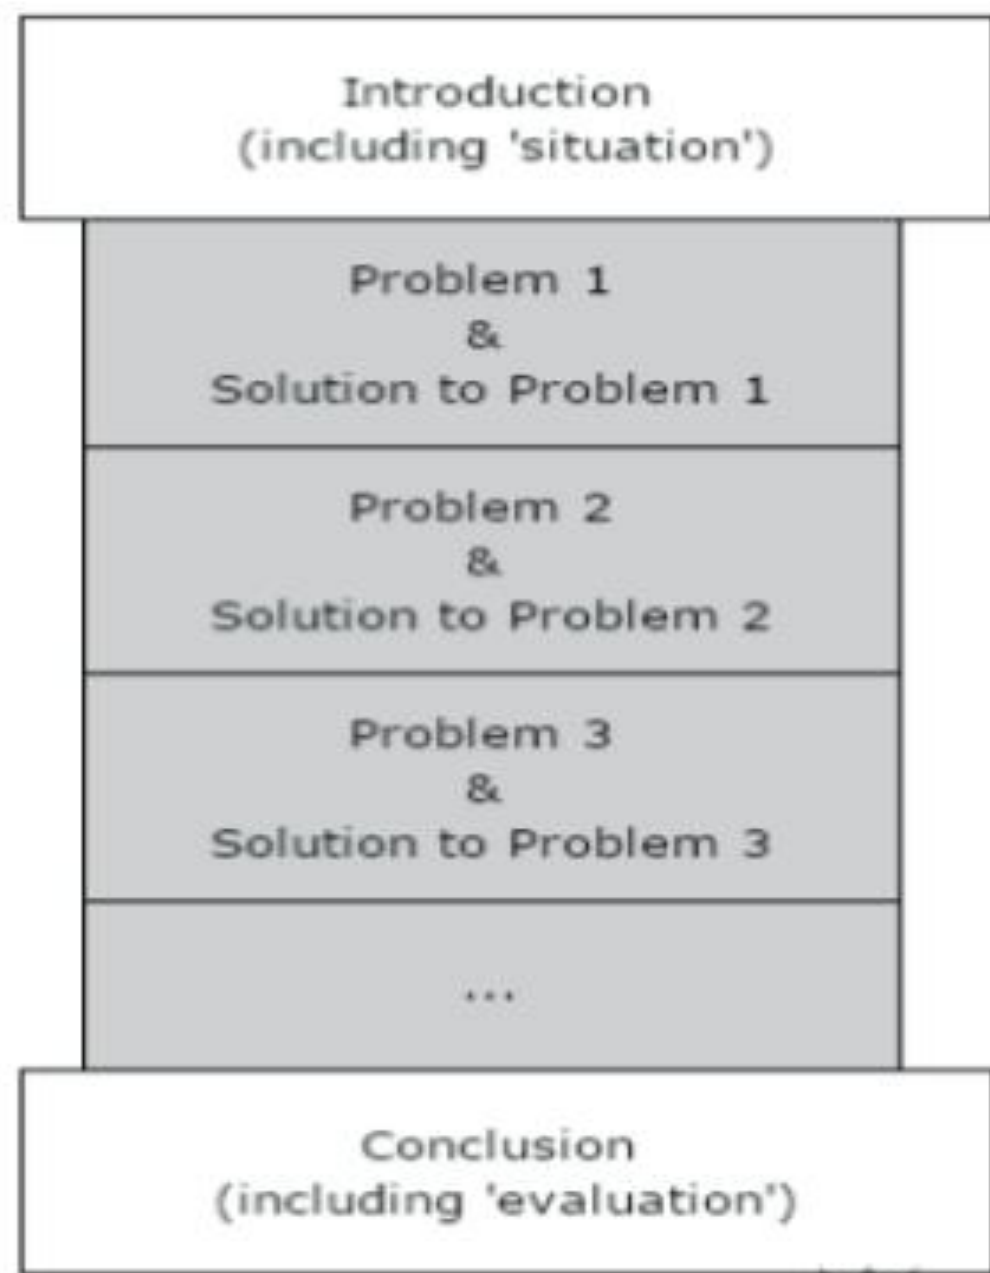 Introduction
(including 'situation')
Problem 1
&
Solution to Problem 1
Problem 2
&
Solution to Problem 2
Problem 3
&
Solution to Problem 3
...
Conclusion
(including 'evaluation')